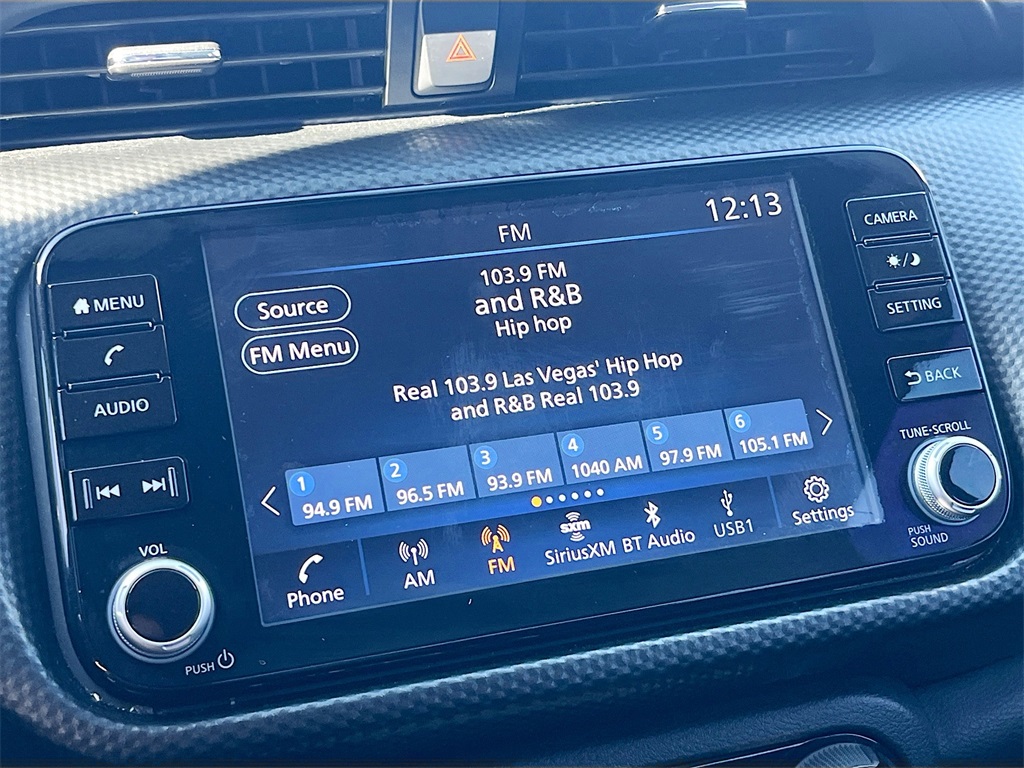 12:13
FM
103.9 FM
and R&B
Hip hop
Source
FM Menu
Real 103.9 Las Vegas' Hip Hop
and R&B Real 103.9
1 94.9 FM
2 96.5 FM
3 93.9 FM
4 1040 AM
5 97.9 FM
6 105.1 FM
Phone
AM
FM
sxm
SiriusXM
BT Audio
USB1
Settings
MENU
AUDIO
VOL
PUSH
CAMERA
SETTING
BACK
TUNE-SCROLL
PUSH
SOUND